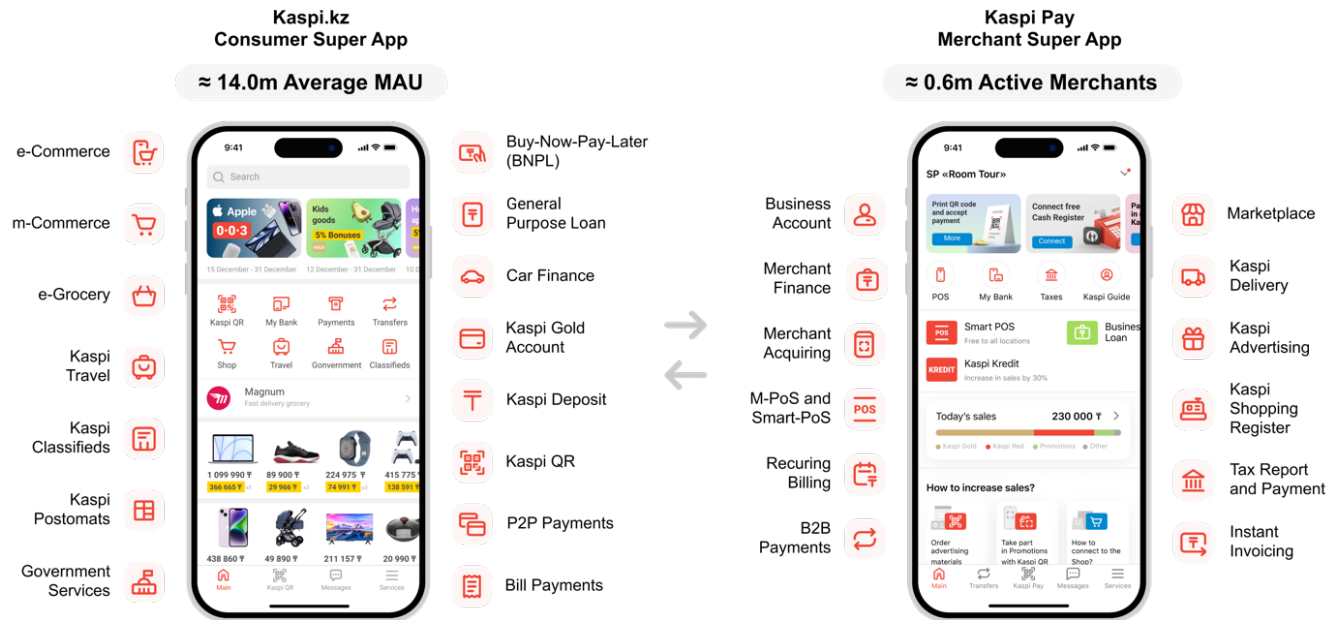 Kaspi.kz
Consumer Super App
≈ 14.0m Average MAU
e-Commerce
m-Commerce
e-Grocery
Kaspi
Travel
Kaspi
Classifieds
Kaspi
Postomats
Government
Services
9:41
Search
Apple
0-0-3
Kids
goods
5% Bonuses
15 December - 31 December
12 December - 31 December
Kaspi QR
My Bank
Payments
Transfers
Shop
Travel
Gonvernment
Classifieds
Magnum
Fast delivery grocery
1 099 990 ₸
89 900 ₸
224 975 ₸
415 775 ₸
366 665 ₸ x3
29 966 ₸ x3
74 991 ₸ x3
138 591 ₸
438 860 ₸
49 890 ₸
211 157 ₸
20 990 ₸
Main
Kaspi QR
Messages
Services
Buy-Now-Pay-Later
(BNPL)
General
Purpose Loan
Car Finance
Kaspi Gold
Account
Kaspi Deposit
Kaspi QR
P2P Payments
Bill Payments
Kaspi Pay
Merchant Super App
≈ 0.6m Active Merchants
Business
Account
Merchant
Finance
Merchant
Acquiring
M-PoS and
Smart-PoS
POS
Recuring
Billing
B2B
Payments
9:41
SP «Room Tour»
Print QR code
and accept
payment
More
Connect free
Cash Register
Connect
POS
My Bank
Taxes
Kaspi Guide
POS
Smart POS
Free to all locations
Busines
Loan
KREDIT
Kaspi Kredit
Increase in sales by 30%
Today's sales
230 000 ₸
Kaspi Gold
Kaspi Red
Promotions
Other
How to increase sales?
Order
advertising
materials
Take part
in Promotions
with Kaspi QR
How to
connect to the
Shop?
Main
Transfers
Kaspi Pay
Messages
Services
Marketplace
Kaspi
Delivery
Kaspi
Advertising
Kaspi
Shopping
Register
Tax Report
and Payment
Instant
Invoicing